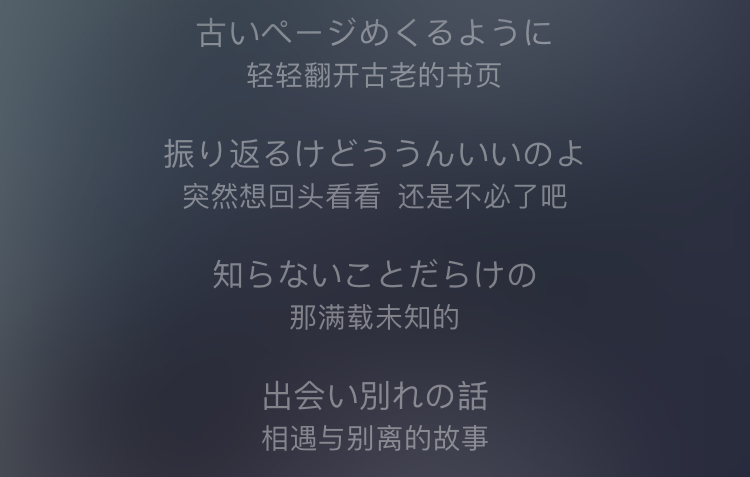 古いページめくるように
轻轻翻开古老的书页
振り返るけどううんいいのよ
突然想回头看看 还是不必了吧
知らないことだらけの
那满载未知的
出会い別れの話
相遇与别离的故事